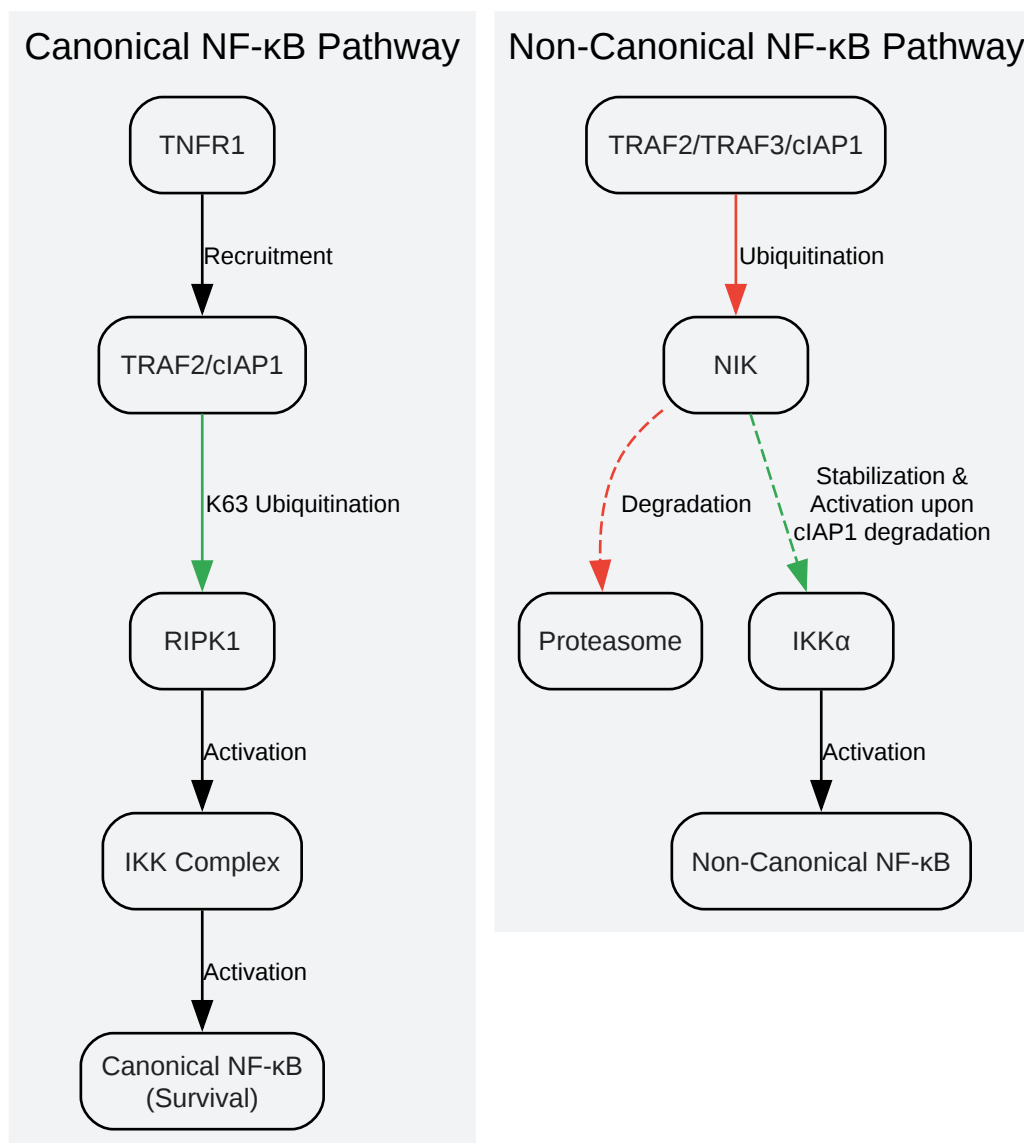 Canonical NF-κB Pathway
TNFR1
Recruitment
TRAF2/cIAP1
K63 Ubiquitination
RIPK1
Activation
IKK Complex
Activation
Canonical NF-κB
(Survival)
Non-Canonical NF-κB Pathway
TRAF2/TRAF3/cIAP1
Ubiquitination
NIK
Degradation
Stabilization &
Activation upon
cIAP1 degradation
Proteasome
IKKα
Activation
Non-Canonical NF-κB